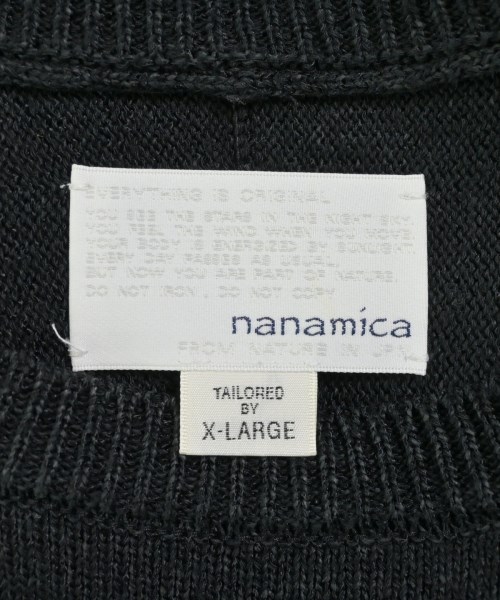 EVERYTHING IS ORIGINAL
YOU SEE THE STARS IN THE NIGHT SKY.
YOU FEEL THE WIND WHEN YOU MOVE.
YOUR BODY IS ENERGIZED BY SUNLIGHT.
EVERY DAY PASSES AS USUAL,
BUT NOW YOU ARE PART OF NATURE.
DO NOT IRON, DO NOT COPY
nanamica
FROM NATURE IN JPN
TAILORED
BY
X-LARGE